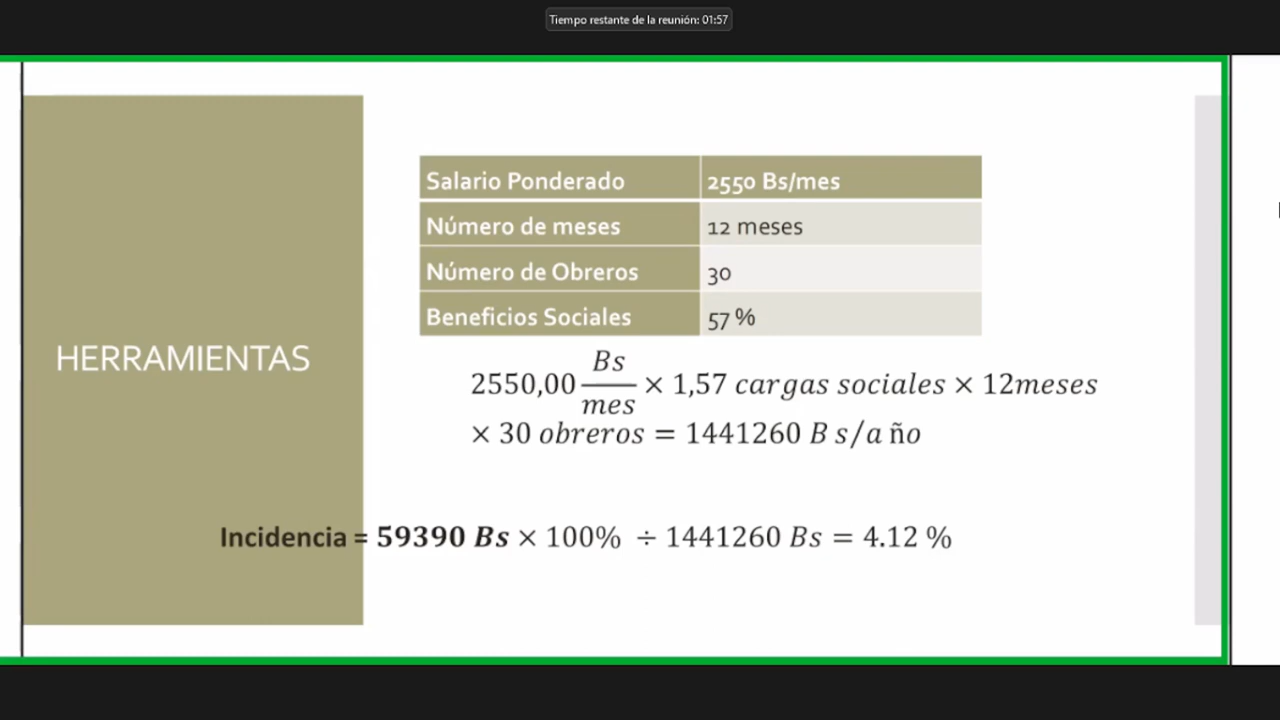 Tiempo restante de la reunión: 01:57
HERRAMIENTAS
Salario Ponderado 2550 Bs/mes
Número de meses 12 meses
Número de Obreros 30
Beneficios Sociales 57 %
2550,00 Bs/mes × 1,57 cargas sociales × 12meses
× 30 obreros = 1441260 B s/a ño
Incidencia = 59390 Bs × 100% ÷ 1441260 Bs = 4.12 %